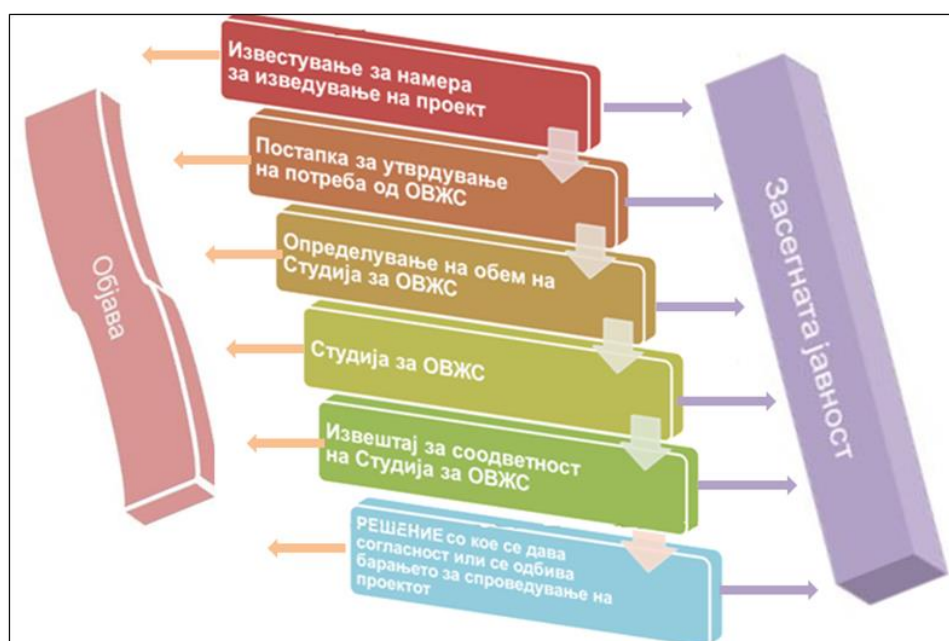 Известување за намера
за изведување на проект
Постапка за утврдување
на потреба од ОВЖС
Определување на обем на
Студија за ОВЖС
Студија за ОВЖС
Извештај за соодветност
на Студија за ОВЖС
РЕШЕНИЕ со кое се дава
согласност или се одбива
барањето за спроведување на
проектот
Објава
Засегната јавност